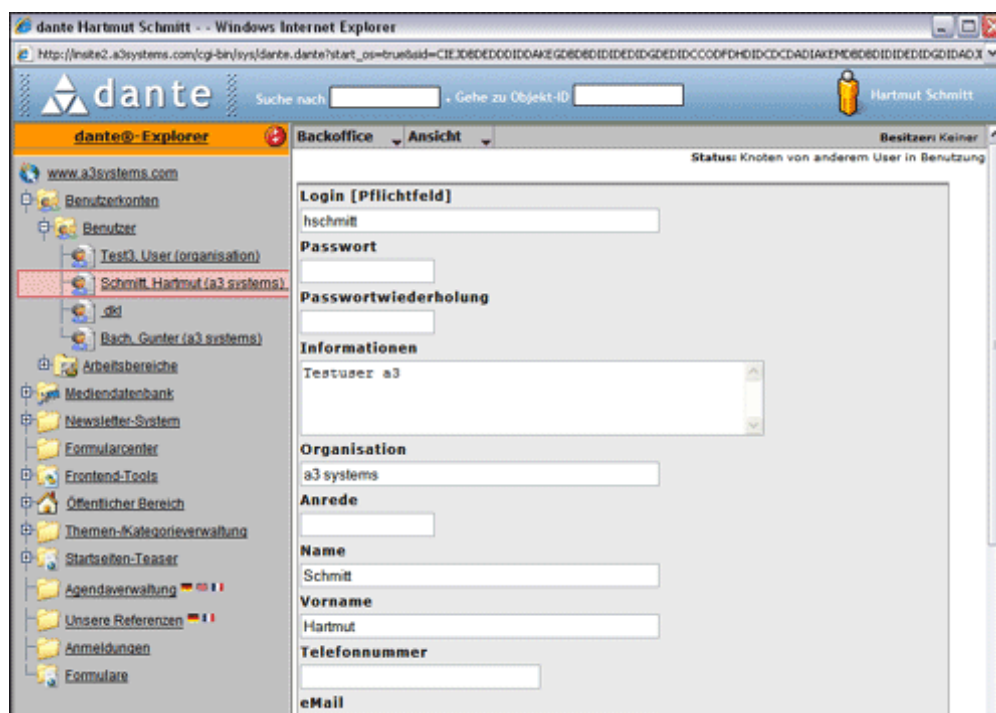 dante Hartmut Schmitt - - Windows Internet Explorer
dante
Suche nach
. Gehe zu Objekt-ID
Hartmut Schmitt
dante®-Explorer
Backoffice
Ansicht
Besitzer: Keiner
Status: Knoten von anderem User in Benutzung
www.a3systems.com
Benutzerkonten
Benutzer
Test3, User (organisation)
Schmitt, Hartmut (a3 systems)
.dkl
Bach, Gunter (a3 systems)
Arbeitsbereiche
Mediendatenbank
Newsletter-System
Formularcenter
Frontend-Tools
Öffentlicher Bereich
Themen-/Kategorieverwaltung
Startseiten-Teaser
Agendaverwaltung
Unsere Referenzen
Anmeldungen
Formulare
Login [Pflichtfeld]
hschmitt
Passwort
Passwortwiederholung
Informationen
Testuser a3
Organisation
a3 systems
Anrede
Name
Schmitt
Vorname
Hartmut
Telefonnummer
eMail